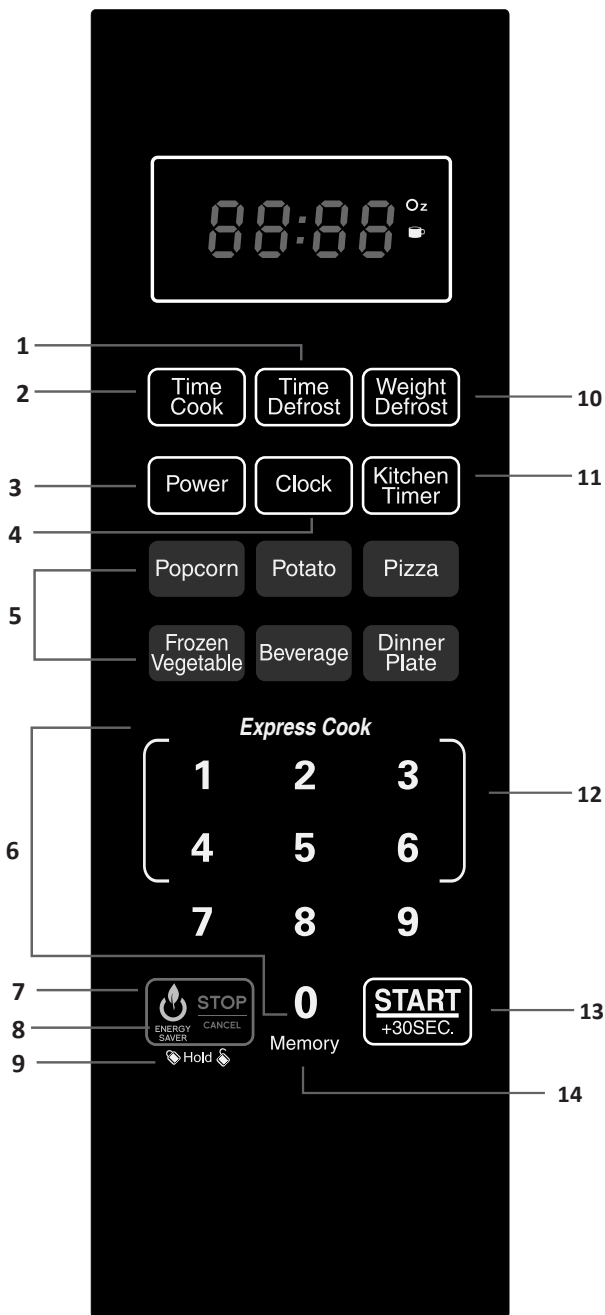 88:88
Oz
1
2
Time
Cook
Time
Defrost
Weight
Defrost
10
3
Power
Clock
Kitchen
Timer
11
4
5
Popcorn
Potato
Pizza
Frozen
Vegetable
Beverage
Dinner
Plate
6
Express Cook
1 2 3
12
4 5 6
7 8 9
7
8
9
ENERGY
SAVER
STOP
CANCEL
Hold
0
Memory
START
+30SEC.
13
14